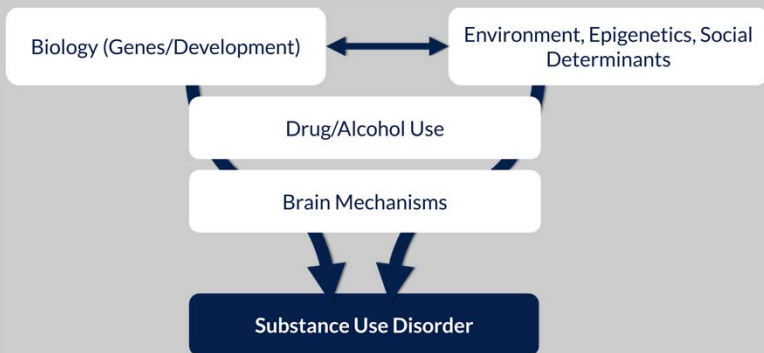 Biology (Genes/Development)
Environment, Epigenetics, Social
Determinants
Drug/Alcohol Use
Brain Mechanisms
Substance Use Disorder